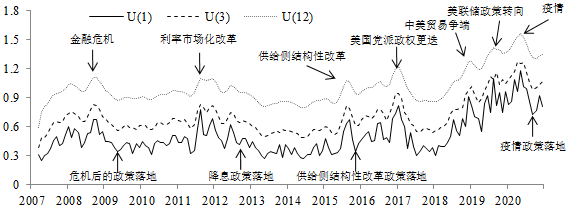 U(1) U(3) U(12)
1.8
1.5
1.2
0.9
0.6
0.3
0
金融危机
利率市场化改革
供给侧结构性改革
美国党派政权更迭
中美贸易争端
美联储政策转向
疫情
危机后的政策落地
降息政策落地
供给侧结构性改革政策落地
疫情政策落地
2007 2008 2009 2010 2011 2012 2013 2014 2015 2016 2017 2018 2019 2020